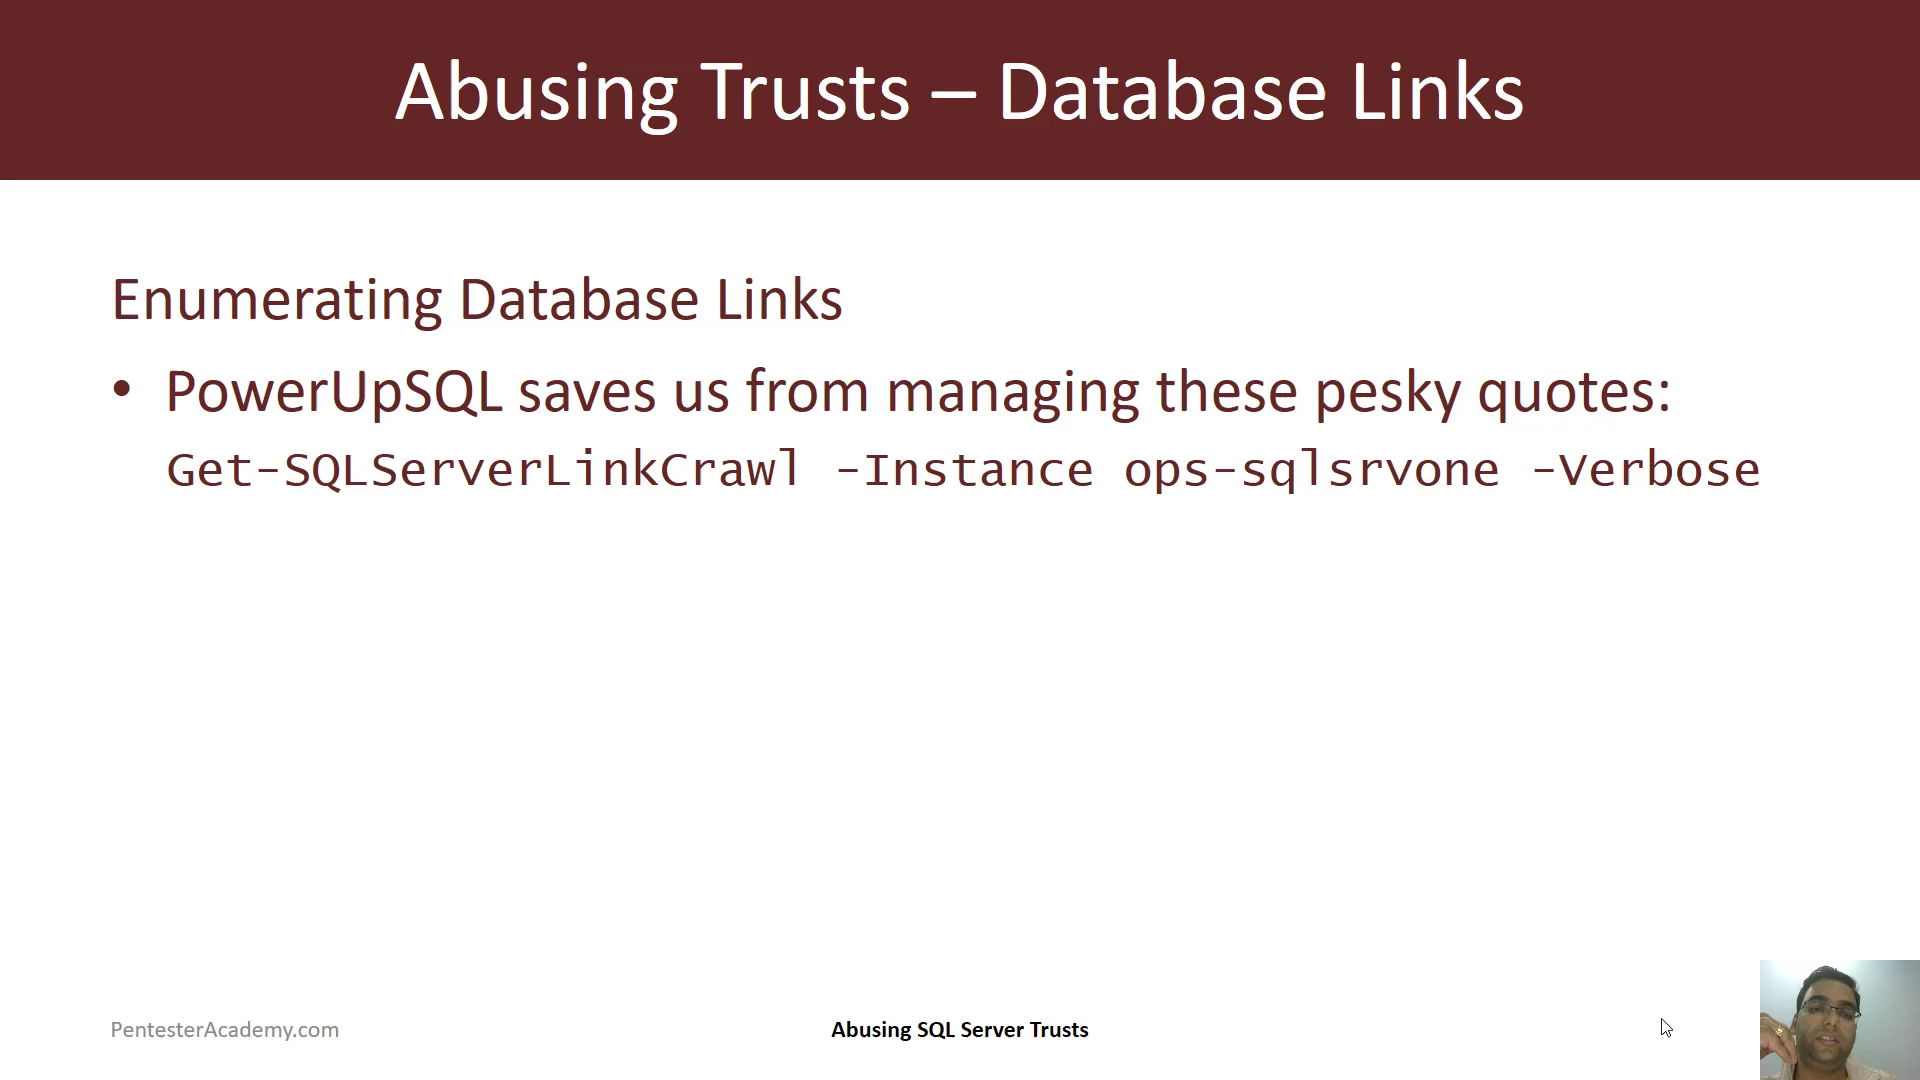 Abusing Trusts – Database Links
Enumerating Database Links
• PowerUpSQL saves us from managing these pesky quotes:
Get-SQLServerLinkCrawl -Instance ops-sqlsrvone -Verbose
PentesterAcademy.com
Abusing SQL Server Trusts